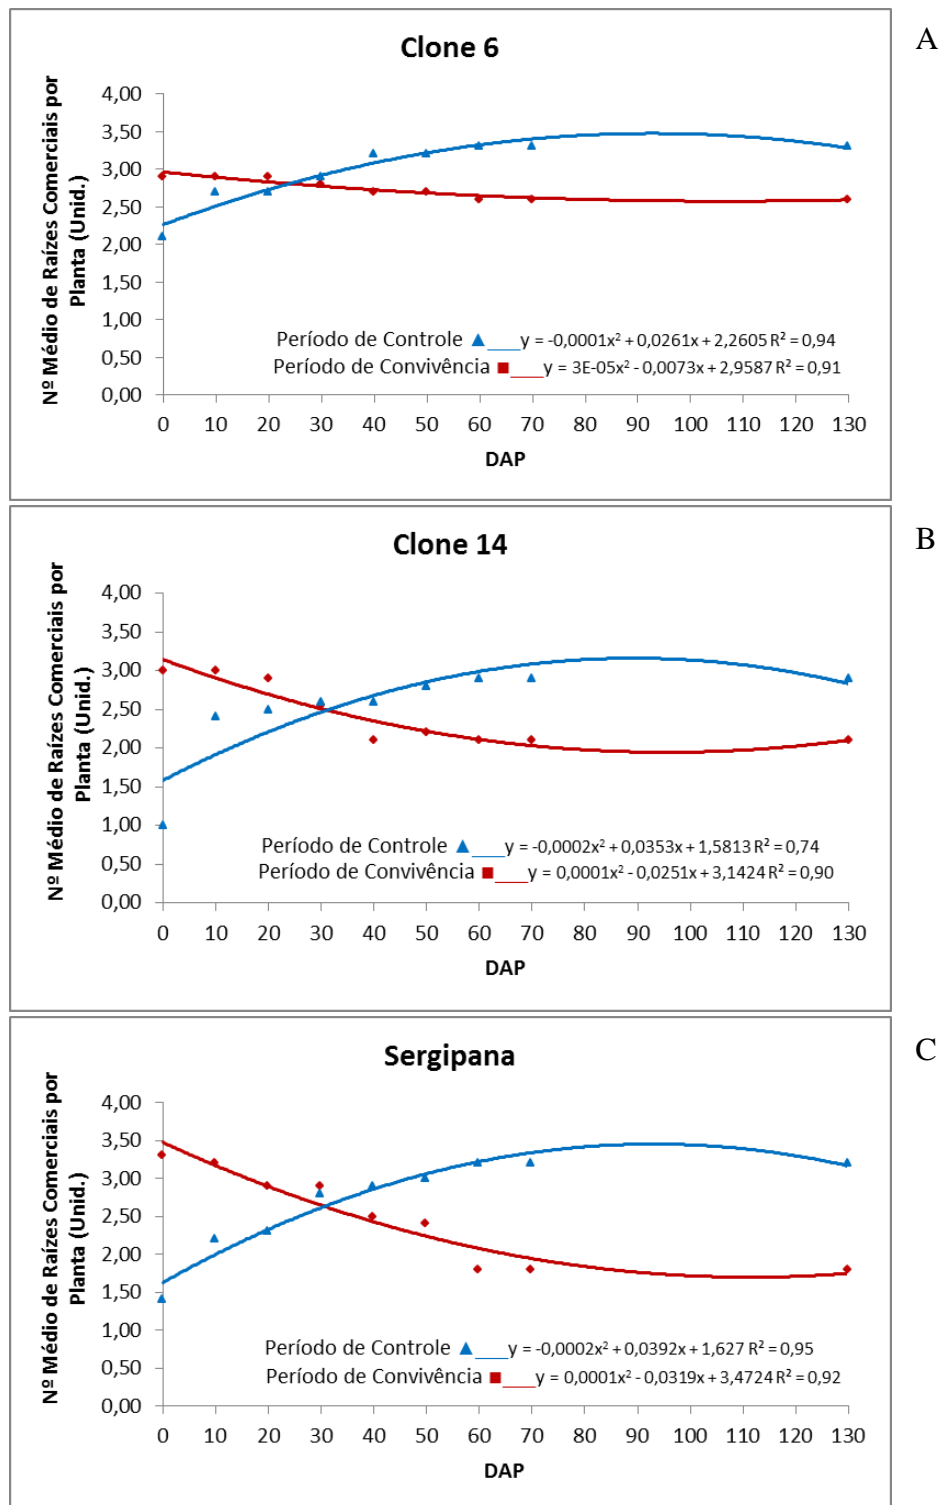 A
Clone 6
Nº Médio de Raízes Comerciais por
Planta (Unid.)
4,00
3,50
3,00
2,50
2,00
1,50
1,00
0,50
0,00
Período de Controle ____y = -0,0001x² + 0,0261x + 2,2605 R² = 0,94
Período de Convivência ____y = 3E-05x² - 0,0073x + 2,9587 R² = 0,91
0 10 20 30 40 50 60 70 80 90 100 110 120 130
DAP
B
Clone 14
Nº Médio de Raízes Comerciais por
Planta (Unid.)
4,00
3,50
3,00
2,50
2,00
1,50
1,00
0,50
0,00
Período de Controle ____y = -0,0002x² + 0,0353x + 1,5813 R² = 0,74
Período de Convivência ____y = 0,0001x² - 0,0251x + 3,1424 R² = 0,90
0 10 20 30 40 50 60 70 80 90 100 110 120 130
DAP
C
Sergipana
Nº Médio de Raízes Comerciais por
Planta (Unid.)
4,00
3,50
3,00
2,50
2,00
1,50
1,00
0,50
0,00
Período de Controle ____y = -0,0002x² + 0,0392x + 1,627 R² = 0,95
Período de Convivência ____y = 0,0001x² - 0,0319x + 3,4724 R² = 0,92
0 10 20 30 40 50 60 70 80 90 100 110 120 130
DAP